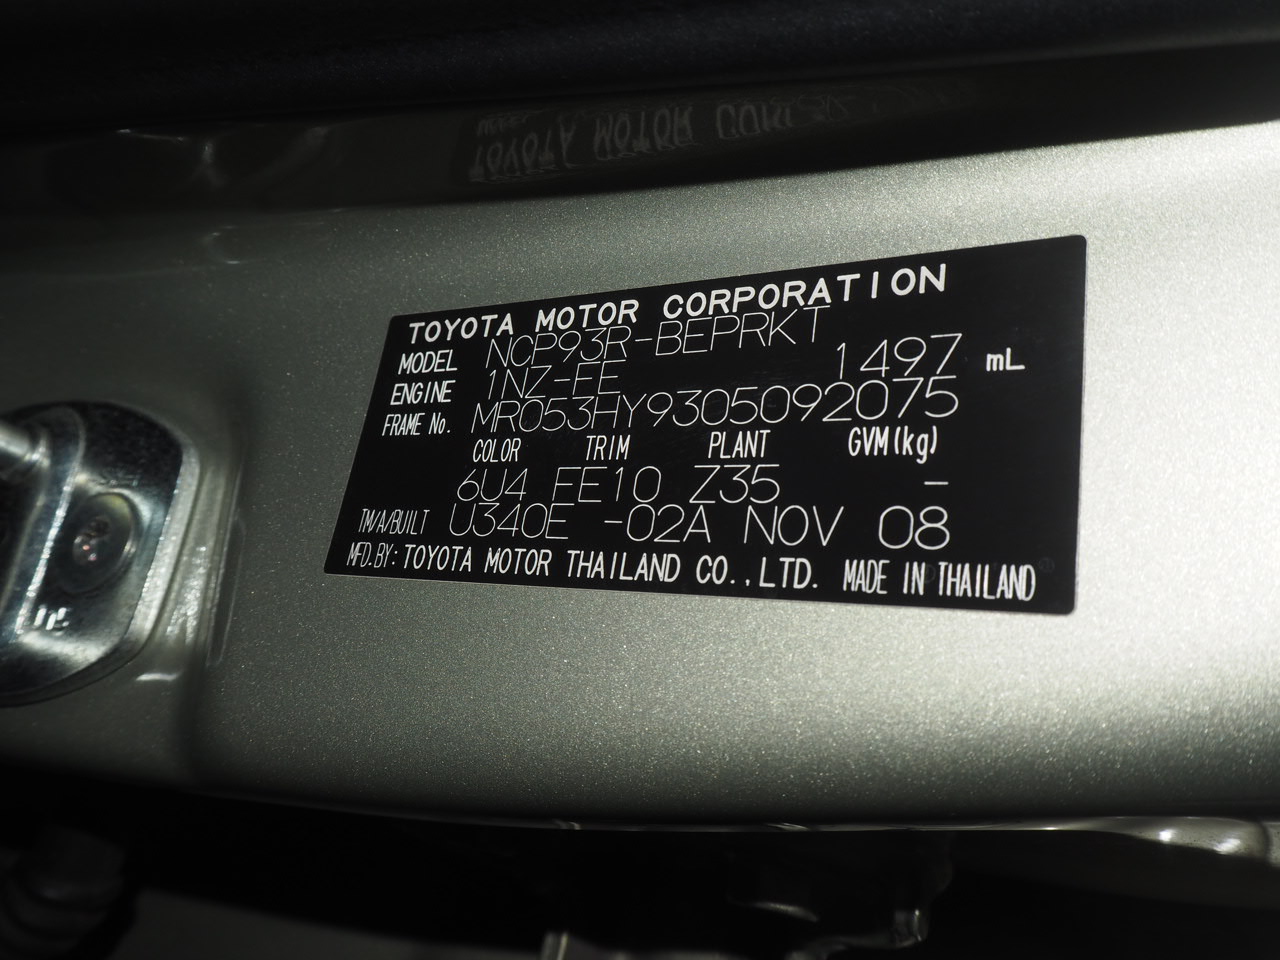 TOYOTA MOTOR CORPORATION
MODEL NCP93R-BEPRKT
ENGINE 1NZ-FE 1497 mL
FRAME No. MR053HY9305092075
COLOR TRIM PLANT GVM(kg)
6U4 FE10 Z35 -
TM/A/BUILT U340E -02A NOV 08
MFD.BY: TOYOTA MOTOR THAILAND CO.,LTD. MADE IN THAILAND